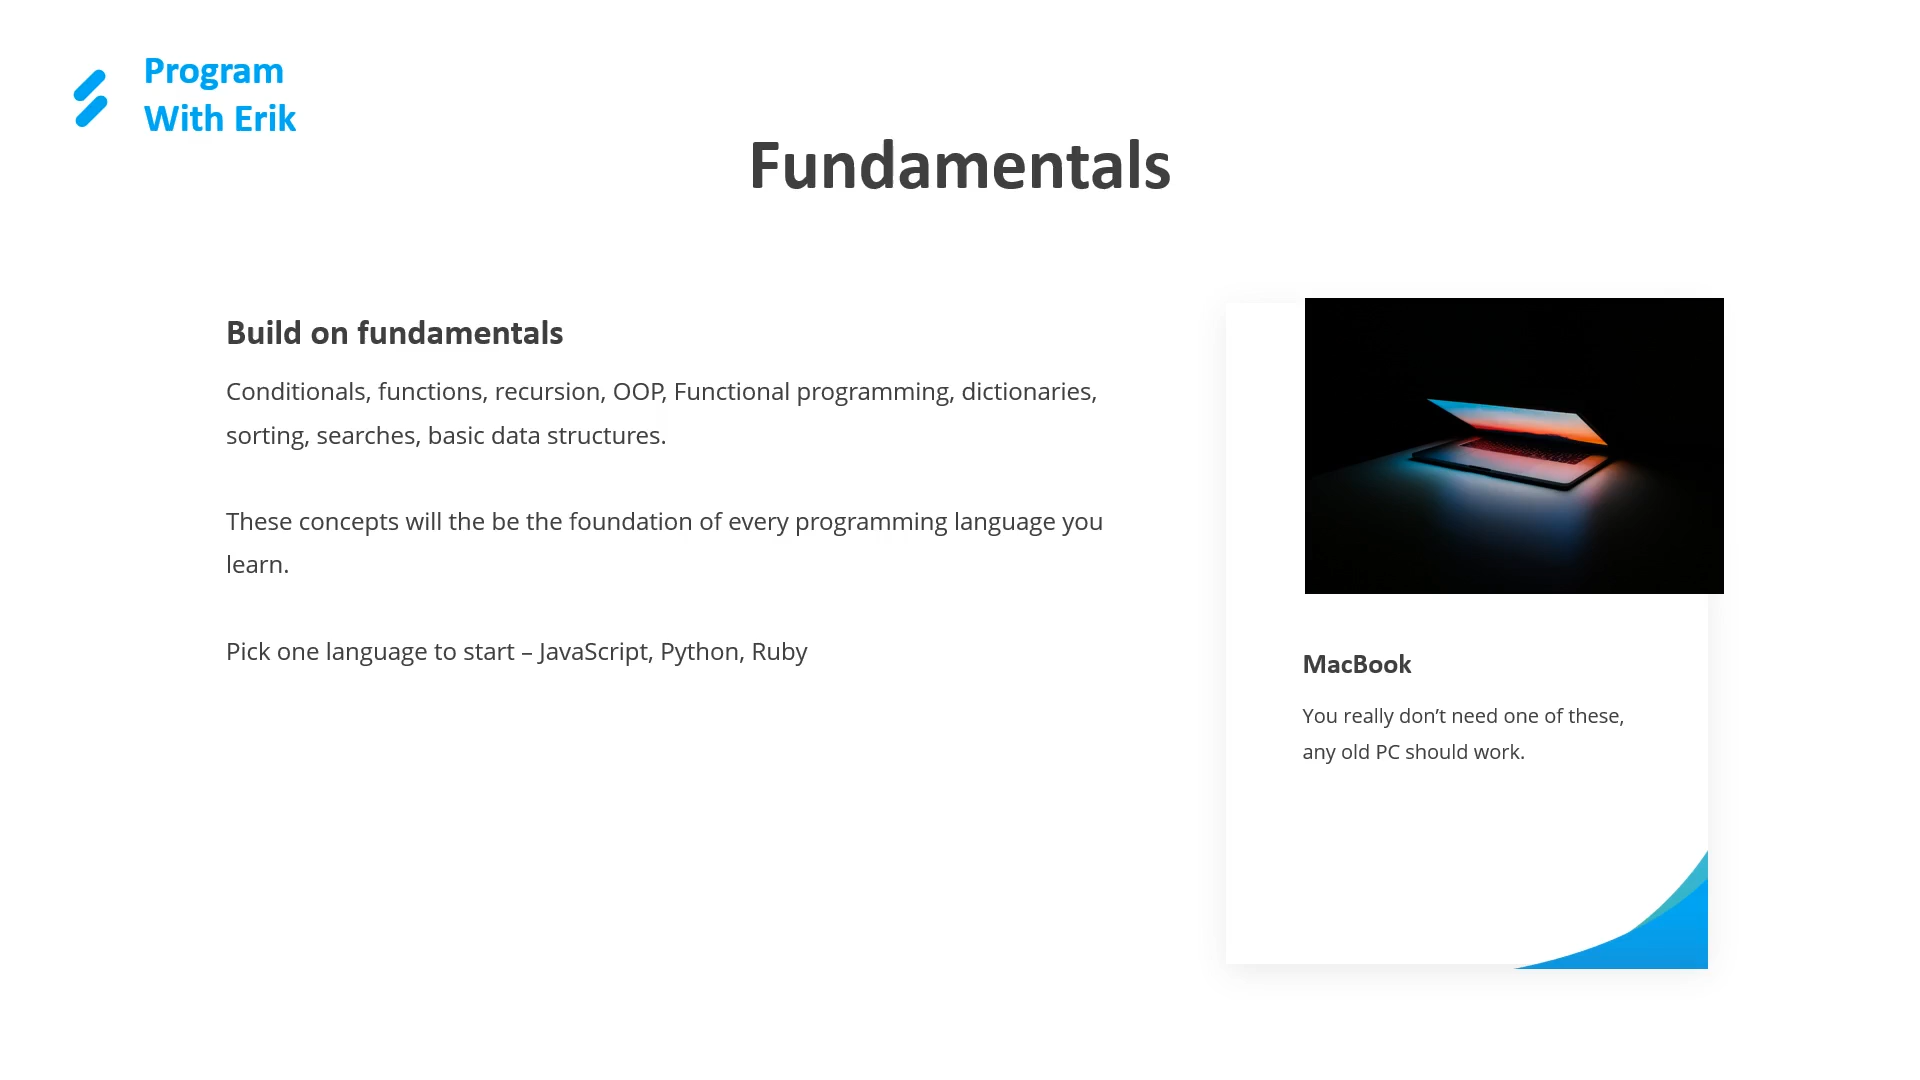 Program
With Erik
Fundamentals
Build on fundamentals
Conditionals, functions, recursion, OOP, Functional programming, dictionaries,
sorting, searches, basic data structures.
These concepts will the be the foundation of every programming language you
learn.
Pick one language to start – JavaScript, Python, Ruby
MacBook
You really don’t need one of these,
any old PC should work.